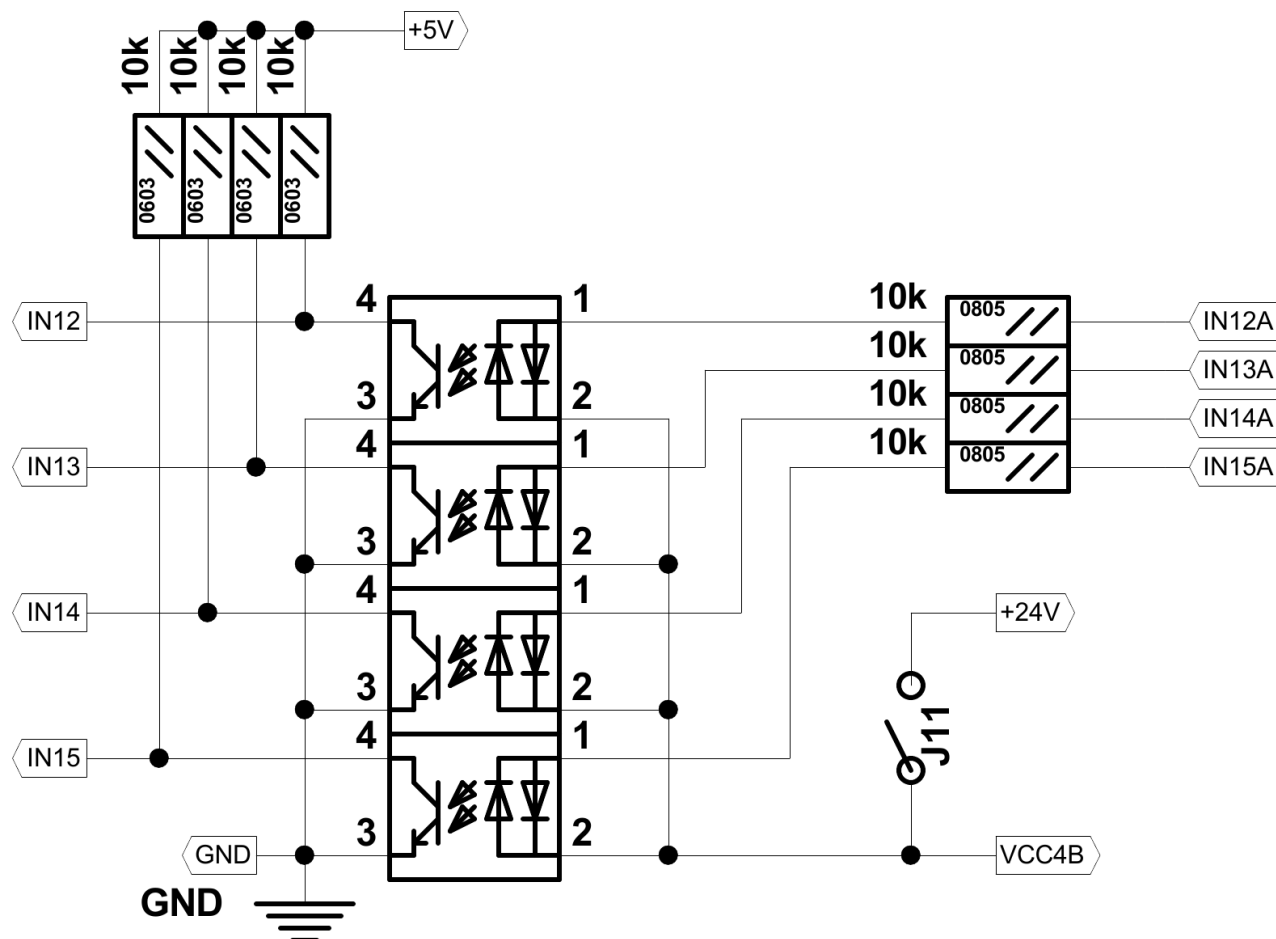 +5V
10k 10k 10k 10k
0603 0603 0603 0603
IN12
4 1
10k 0805
IN12A
10k 0805
IN13A
3 2
10k 0805
IN14A
IN13
4 1
10k 0805
IN15A
3 2
IN14
4 1
+24V
3 2
J11
IN15
4 1
3 2
GND
VCC4B
GND